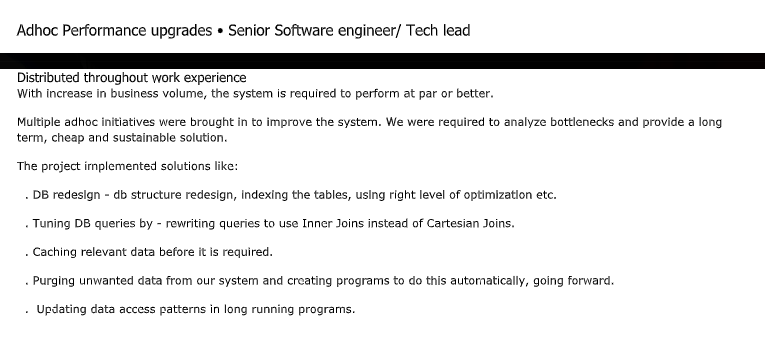 Adhoc Performance upgrades • Senior Software engineer/ Tech lead
Distributed throughout work experience
With increase in business volume, the system is required to perform at par or better.
Multiple adhoc initiatives were brought in to improve the system. We were required to analyze bottlenecks and provide a long
term, cheap and sustainable solution.
The project implemented solutions like:
. DB redesign - db structure redesign, indexing the tables, using right level of optimization etc.
. Tuning DB queries by - rewriting queries to use Inner Joins instead of Cartesian Joins.
. Caching relevant data before it is required.
. Purging unwanted data from our system and creating programs to do this automatically, going forward.
. Updating data access patterns in long running programs.